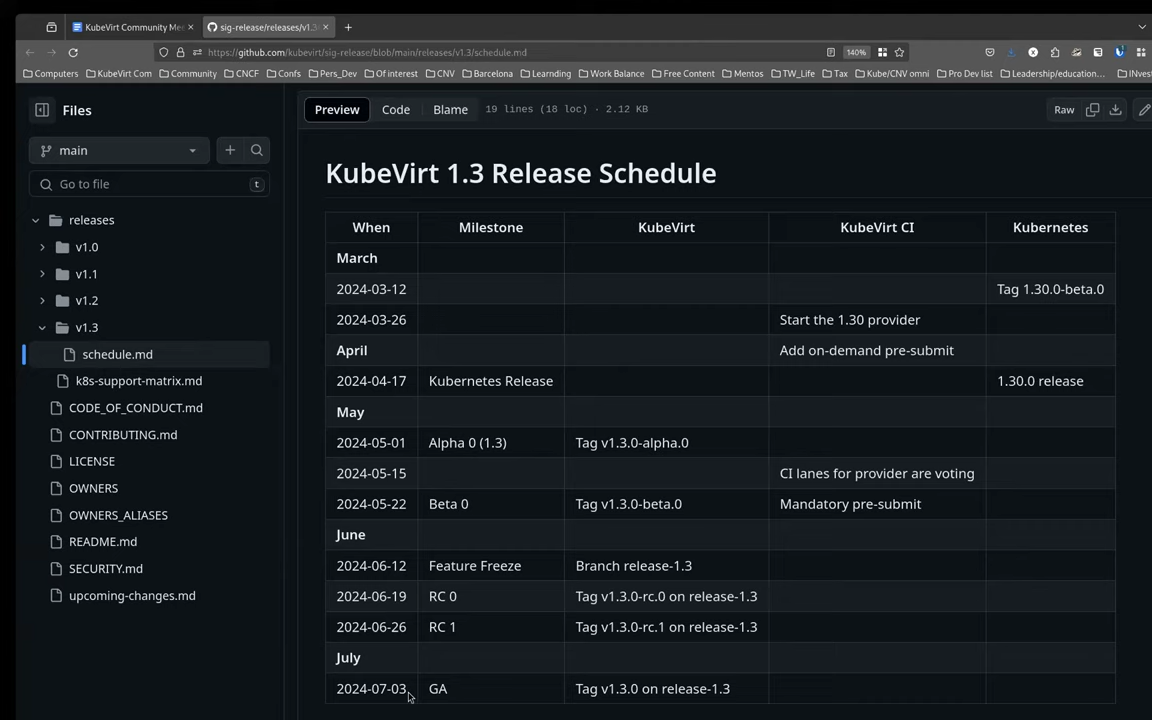 KubeVirt Community Me
sig-release/releases/v1.3
https://github.com/kubevirt/sig-release/blob/main/releases/v1.3/schedule.md
140%
Computers KubeVirt Com Community CNCF Confs Pers_Dev Of interest CNV Barcelona Learnding Work Balance Free Content Mentos TW_Life Tax Kube/CNV omni Pro Dev list Leadership/education... INves
Files
Preview Code Blame 19 lines (18 loc) · 2.12 KB Raw
main
Go to file t
releases
v1.0
v1.1
v1.2
v1.3
schedule.md
k8s-support-matrix.md
CODE_OF_CONDUCT.md
CONTRIBUTING.md
LICENSE
OWNERS
OWNERS_ALIASES
README.md
SECURITY.md
upcoming-changes.md
KubeVirt 1.3 Release Schedule
When Milestone KubeVirt KubeVirt CI Kubernetes
March
2024-03-12 Tag 1.30.0-beta.0
2024-03-26 Start the 1.30 provider
April Add on-demand pre-submit
2024-04-17 Kubernetes Release 1.30.0 release
May
2024-05-01 Alpha 0 (1.3) Tag v1.3.0-alpha.0
2024-05-15 CI lanes for provider are voting
2024-05-22 Beta 0 Tag v1.3.0-beta.0 Mandatory pre-submit
June
2024-06-12 Feature Freeze Branch release-1.3
2024-06-19 RC 0 Tag v1.3.0-rc.0 on release-1.3
2024-06-26 RC 1 Tag v1.3.0-rc.1 on release-1.3
July
2024-07-03 GA Tag v1.3.0 on release-1.3